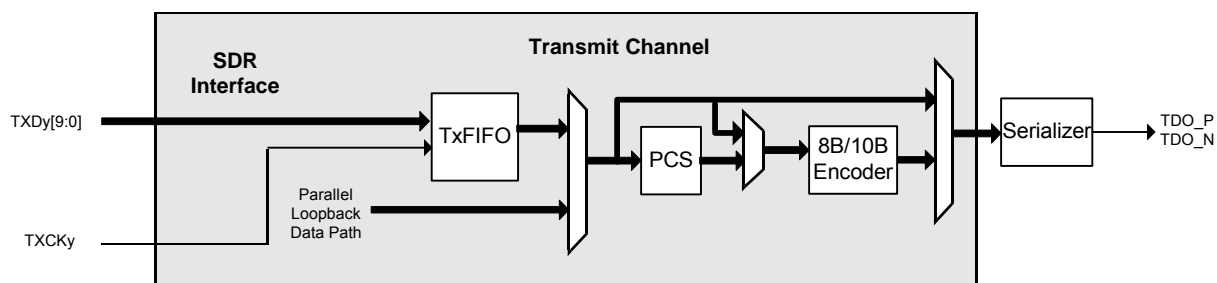 Transmit Channel
SDR
Interface
TXDy[9:0]
TxFIFO
PCS
8B/10B
Encoder
Serializer
TDO_P
TDO_N
Parallel
Loopback
Data Path
TXCKy